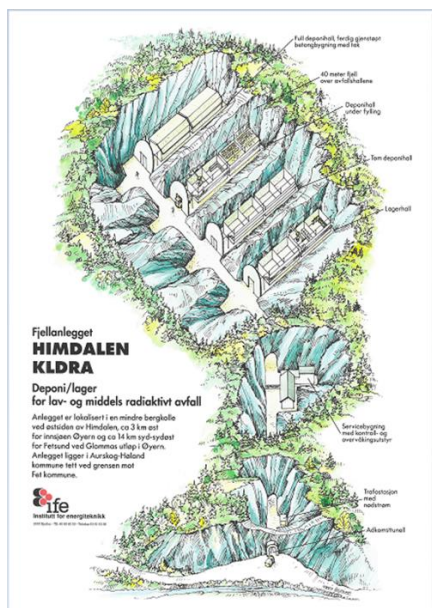 Full deponihall, ferdig gjenstøpt
betongbygning med tak
40 meter fjell
over avfallshallene
Deponihall
under fylling
Tom deponihall
Lagerhall
Fjellanlegget
HIMDALEN
KLDRA
Deponi/lager
for lav- og middels radiaktivt avfall
Anlegget er lokalisert i en mindre bergkolle
ved østsiden av Himdalen, ca 3 km øst
for innsjøen Øyern og ca 14 km syd-sydøst
for Fetsund ved Glommas utløp i Øyern.
Anlegget ligger i Aurskog-Høland
kommune tett ved grensen mot
Fet kommune.
Servicebygning
med kontroll- og
overvåkingsutstyr
Trafostasjon
med
nødstrøm
Adkomsttunell
ife
Institutt for energiteknikk